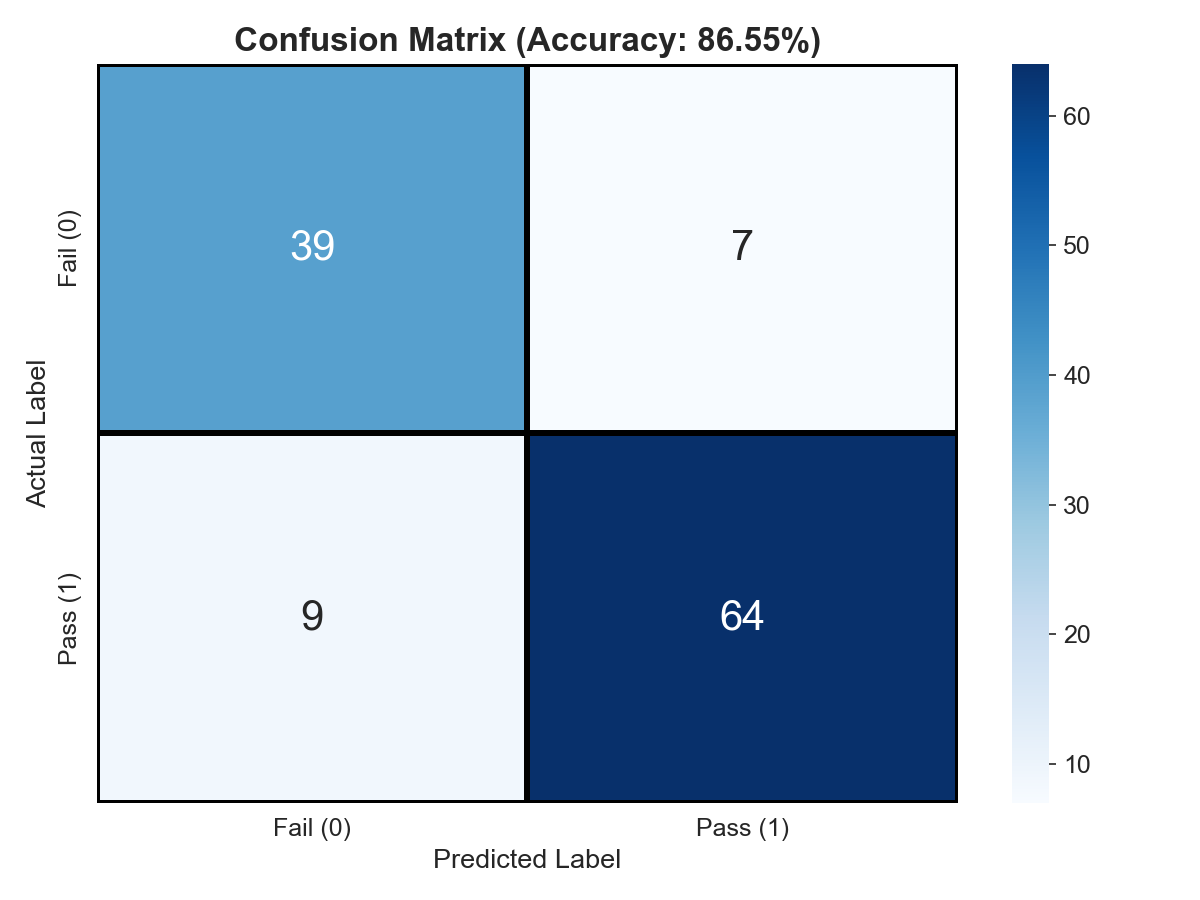 Confusion Matrix (Accuracy: 86.55%)
Actual Label
Fail (0)
39
7
Pass (1)
9
64
Fail (0)
Pass (1)
Predicted Label
60
50
40
30
20
10